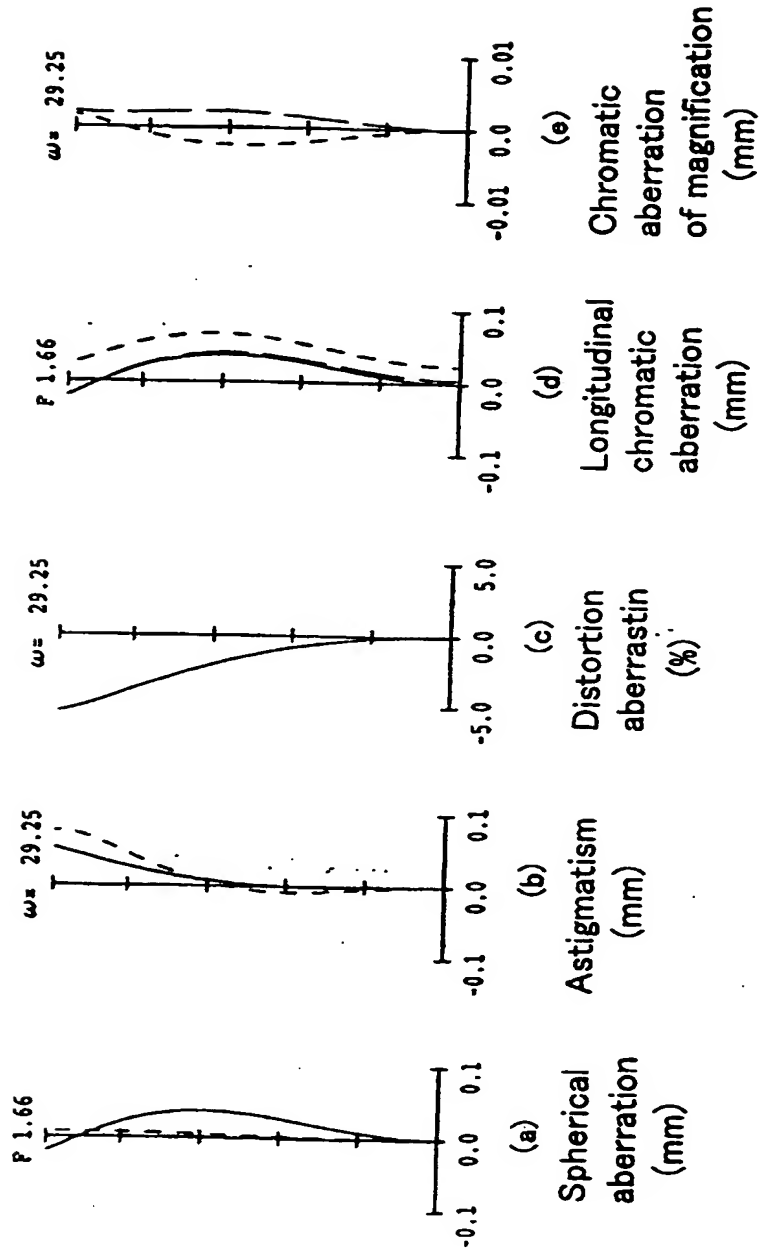 F 1.66
-0.1 0.0 0.1
(a)
Spherical
aberration
(mm)
ω= 29.25
-0.1 0.0 0.1
(b)
Astigmatism
(mm)
ω= 29.25
-5.0 0.0 5.0
(c)
Distortion
aberrastin
(%)
F 1.66
-0.1 0.0 0.1
(d)
Longitudinal
chromatic
aberration
(mm)
ω= 29.25
-0.01 0.0 0.01
(e)
Chromatic
aberration
of magnification
(mm)